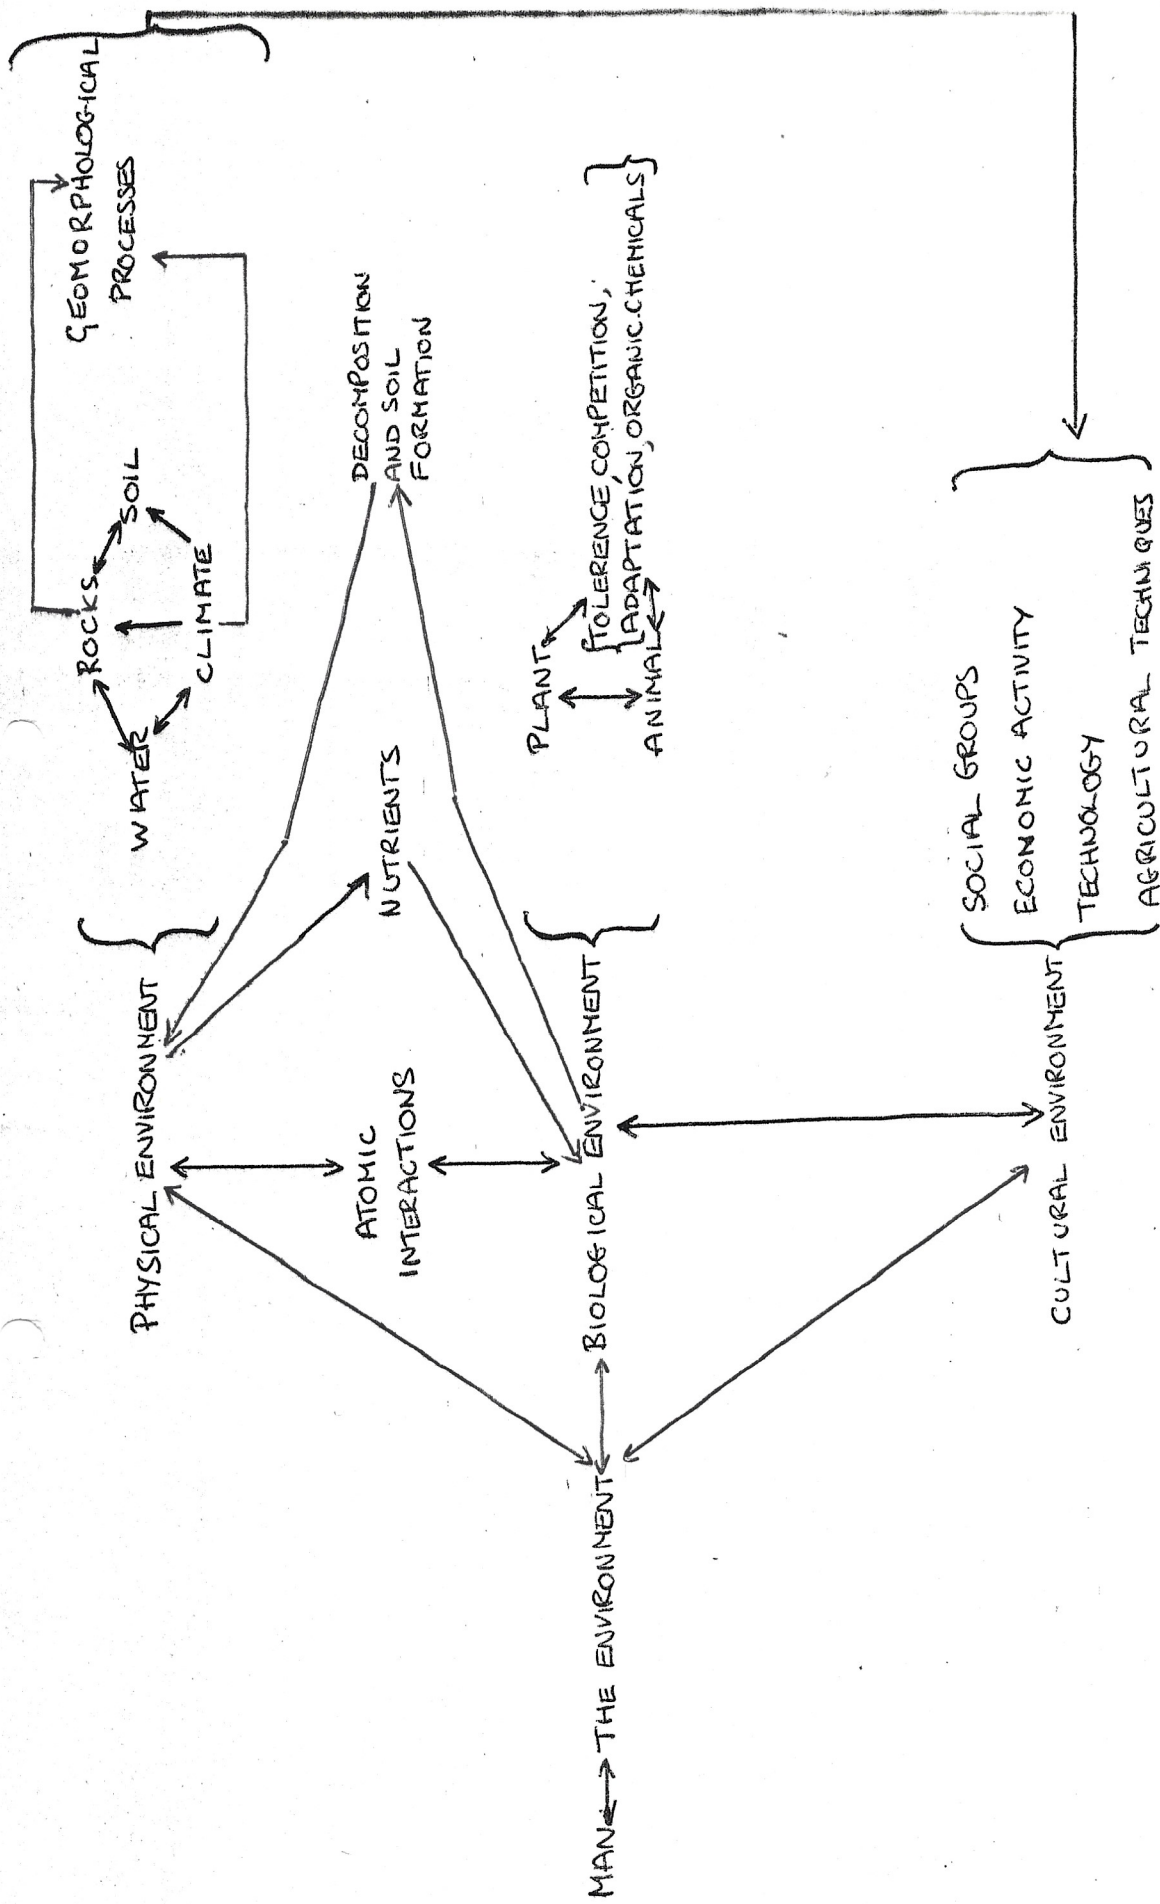 MAN
THE ENVIRONMENT
PHYSICAL ENVIRONMENT
WATER
ROCKS
CLIMATE
SOIL
GEOMORPHOLOGICAL
PROCESSES
ATOMIC
INTERACTIONS
NUTRIENTS
DECOMPOSITION
AND SOIL
FORMATION
BIOLOGICAL ENVIRONMENT
PLANT
ANIMAL
TOLERENCE, COMPETITION,
ADAPTATION, ORGANIC CHEMICALS
CULTURAL ENVIRONMENT
SOCIAL GROUPS
ECONOMIC ACTIVITY
TECHNOLOGY
AGRICULTURAL TECHNIQUES